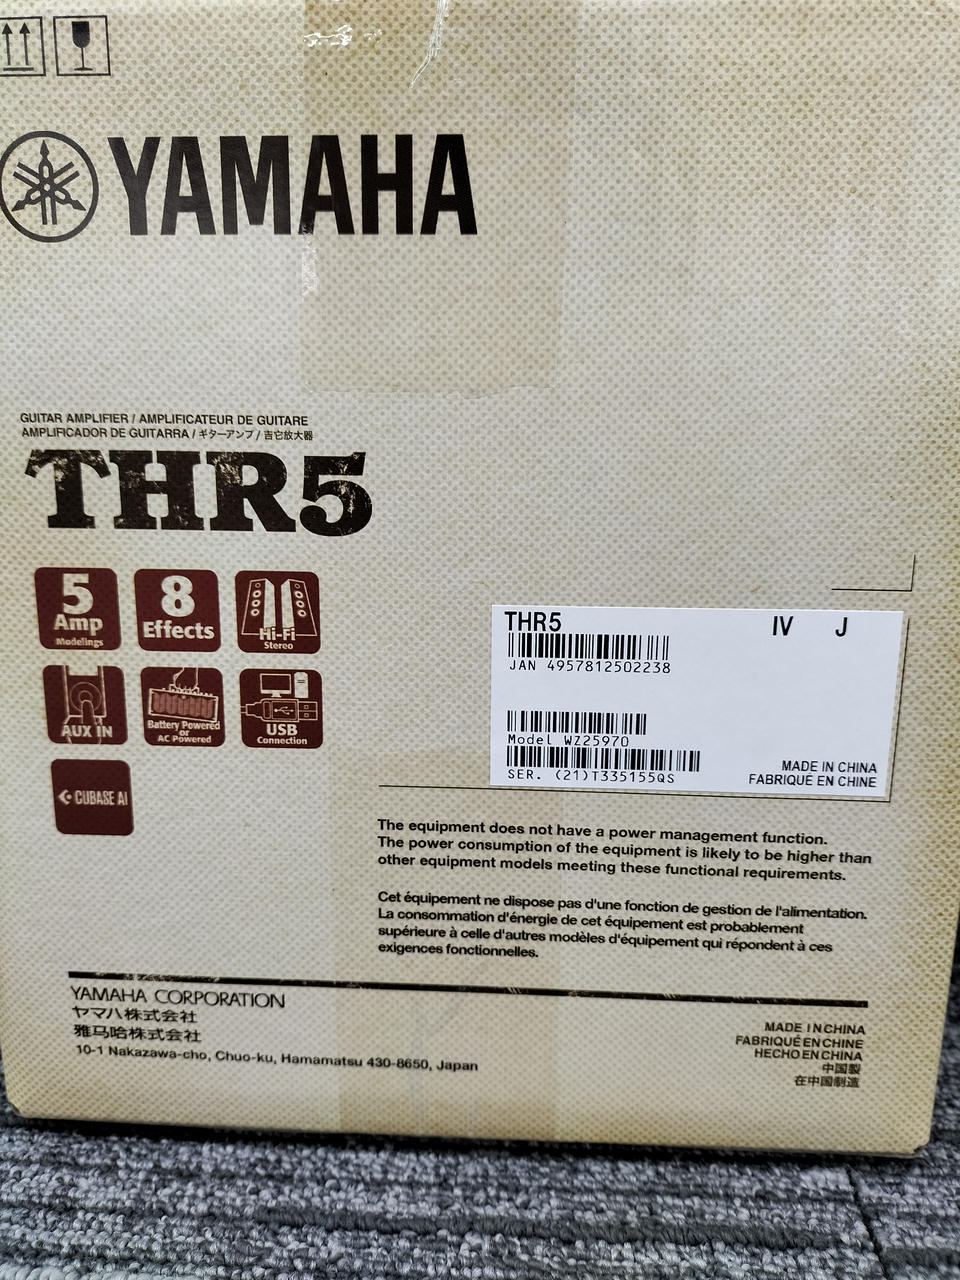 YAMAHA
GUITAR AMPLIFIER / AMPLIFICATEUR DE GUITARE
AMPLIFICADOR DE GUITARRA / ギターアンプ / 吉它放大器
THR5
5
Amp
Modelings
8
Effects
Hi-Fi
Stereo
AUX IN
Battery Powered
or
AC Powered
USB
Connection
CUBASE AI
THR5 IV J
JAN 4957812502238
Model WZ25970
SER. (21)T335155QS
MADE IN CHINA
FABRIQUÉ EN CHINE
The equipment does not have a power management function.
The power consumption of the equipment is likely to be higher than
other equipment models meeting these functional requirements.
Cet équipement ne dispose pas d'une fonction de gestion de l'alimentation.
La consommation d'énergie de cet équipement est probablement
supérieure à celle d'autres modèles d'équipement qui répondent à ces
exigences fonctionnelles.
YAMAHA CORPORATION
ヤマハ株式会社
雅马哈株式会社
10-1 Nakazawa-cho, Chuo-ku, Hamamatsu 430-8650, Japan
MADE IN CHINA
FABRIQUÉ EN CHINE
HECHO EN CHINA
中国製
在中国制造